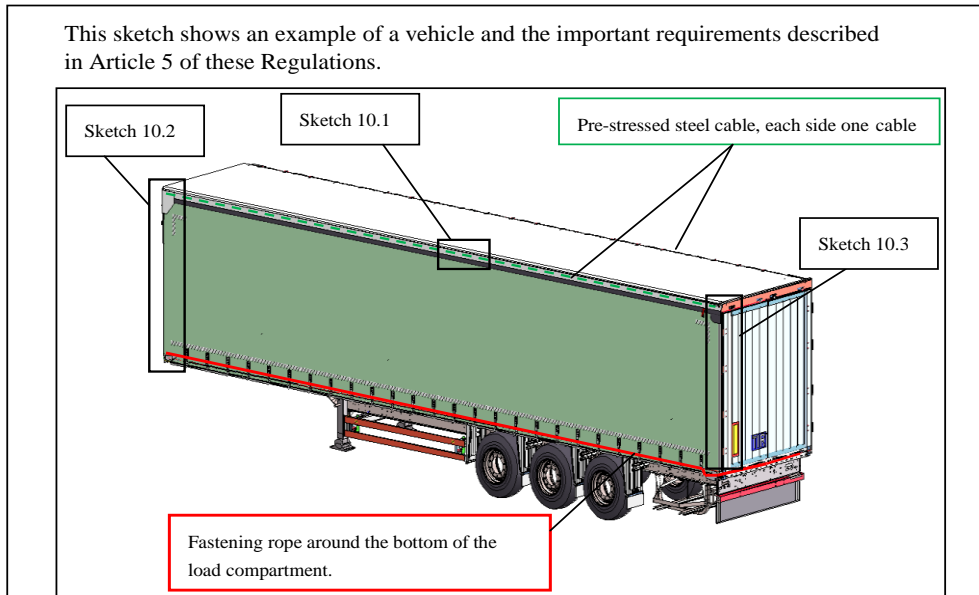 This sketch shows an example of a vehicle and the important requirements described
in Article 5 of these Regulations.
Sketch 10.2
Sketch 10.1
Pre-stressed steel cable, each side one cable
Sketch 10.3
Fastening rope around the bottom of the
load compartment.